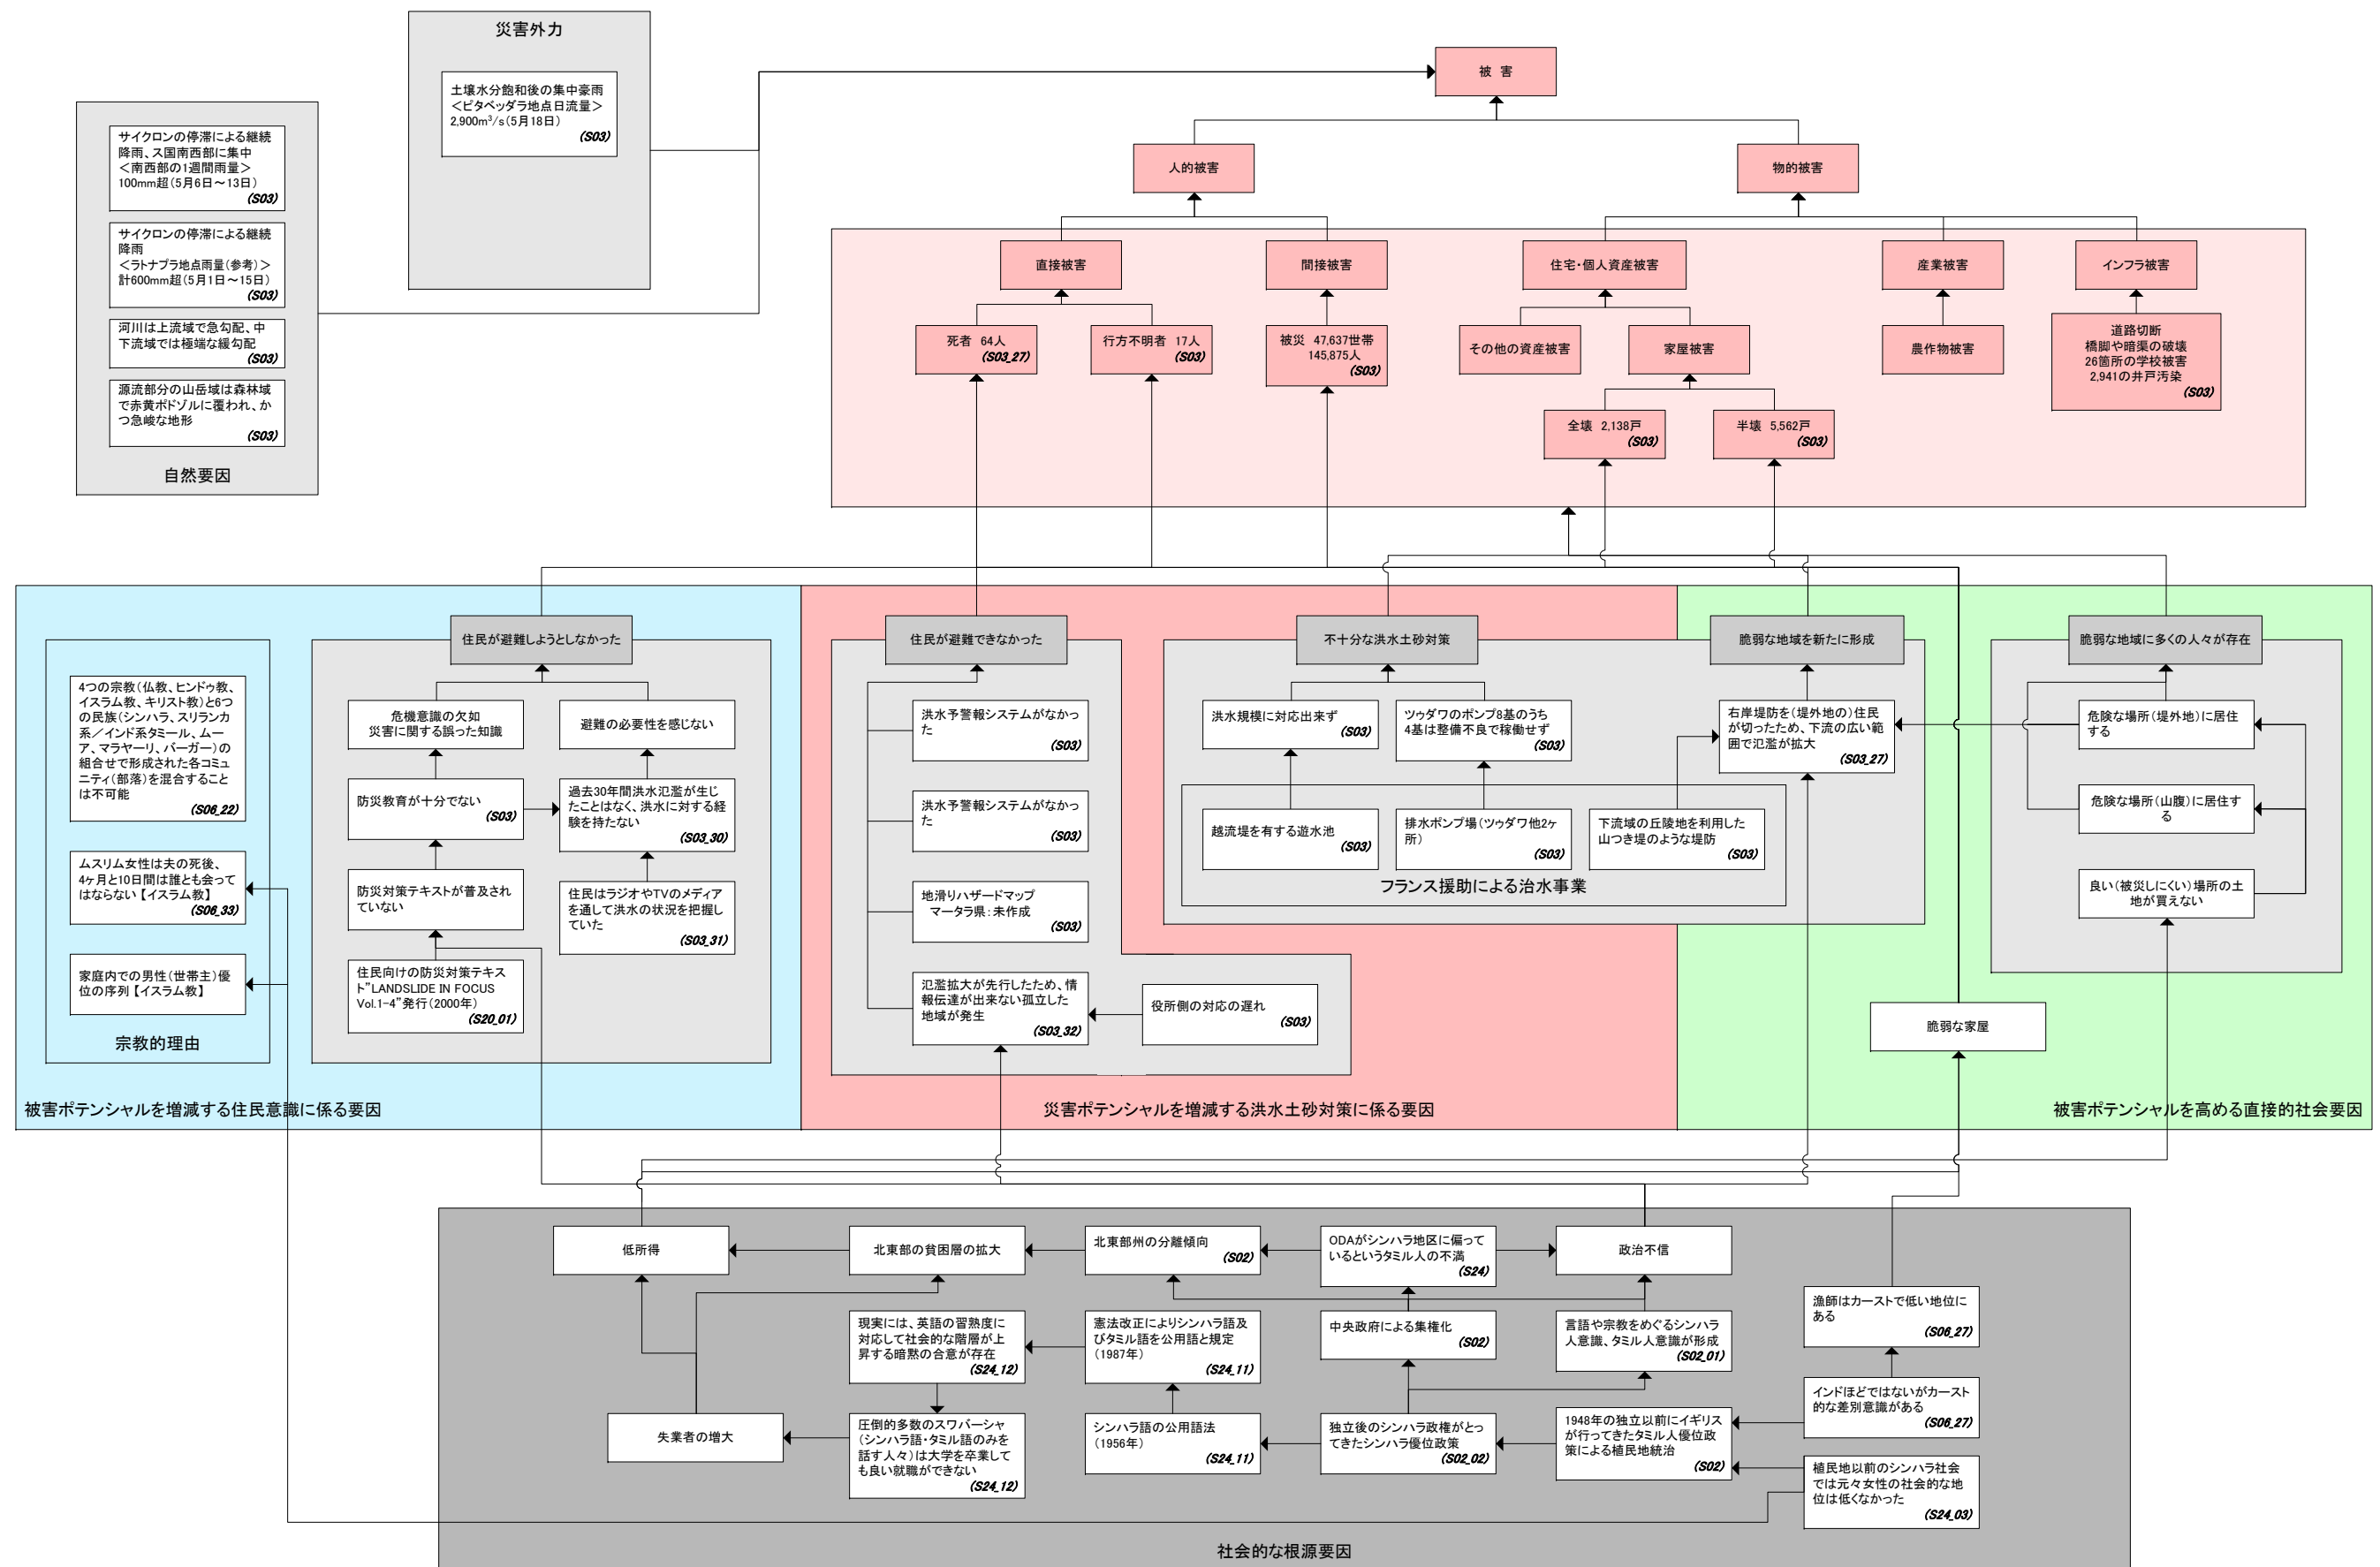 災害外力
土壌水分飽和後の集中豪雨
＜ピタベッダラ地点日流量＞
2,900m³/s(5月18日)
(S03)
サイクロンの停滞による継続
降雨、ス国南西部に集中
＜南西部の1週間雨量＞
100mm超(5月6日～13日)
(S03)
サイクロンの停滞による継続
降雨
＜ラトナプラ地点雨量(参考)＞
計600mm超(5月1日～15日)
(S03)
河川は上流域で急勾配、中
下流域では極端な緩勾配
(S03)
源流部分の山岳域は森林域
で赤黄ポドゾルに覆われ、か
つ急峻な地形
(S03)
自然要因
被 害
人的被害
物的被害
直接被害
間接被害
住宅・個人資産被害
産業被害
インフラ被害
死者 64人
(S03_27)
行方不明者 17人
(S03)
被災 47,637世帯
145,875人
(S03)
その他の資産被害
家屋被害
農作物被害
道路切断
橋脚や暗渠の破壊
26箇所の学校被害
2,941の井戸汚染
(S03)
全壊 2,138戸
(S03)
半壊 5,562戸
(S03)
住民が避難しようとしなかった
住民が避難できなかった
不十分な洪水土砂対策
脆弱な地域を新たに形成
脆弱な地域に多くの人々が存在
4つの宗教(仏教、ヒンドゥ教、
イスラム教、キリスト教)と6つ
の民族(シンハラ、スリランカ
系／インド系タミール、ムー
ア、マラヤーリ、バーガー)の
組合せで形成された各コミュ
ニティ(部落)を混合すること
は不可能
(S06_22)
ムスリム女性は夫の死後、
4ヶ月と10日間は誰とも会って
はならない【イスラム教】
(S06_33)
家庭内での男性(世帯主)優
位の序列【イスラム教】
宗教的理由
危機意識の欠如
災害に関する誤った知識
避難の必要性を感じない
防災教育が十分でない
(S03)
過去30年間洪水氾濫が生じ
たことはなく、洪水に対する経
験を持たない
(S03_30)
防災対策テキストが普及され
ていない
住民はラジオやTVのメディア
を通して洪水の状況を把握し
ていた
(S03_31)
住民向けの防災対策テキス
ト"LANDSLIDE IN FOCUS
Vol.1-4"発行(2000年)
(S20_01)
被害ポテンシャルを増減する住民意識に係る要因
洪水予警報システムがなかっ
た
(S03)
洪水予警報システムがなかっ
た
(S03)
地滑りハザードマップ
マータラ県：未作成
(S03)
氾濫拡大が先行したため、情
報伝達が出来ない孤立した
地域が発生
(S03_32)
役所側の対応の遅れ
(S03)
洪水規模に対応出来ず
(S03)
ツゥダワのポンプ8基のうち
4基は整備不良で稼働せず
(S03)
越流堤を有する遊水池
(S03)
排水ポンプ場(ツゥダワ他2ヶ
所)
(S03)
下流域の丘陵地を利用した
山つき堤のような堤防
(S03)
フランス援助による治水事業
災害ポテンシャルを増減する洪水土砂対策に係る要因
右岸堤防を(堤外地の)住民
が切ったため、下流の広い範
囲で氾濫が拡大
(S03_27)
危険な場所(堤外地)に居住
する
危険な場所(山腹)に居住す
る
良い(被災しにくい)場所の土
地が買えない
脆弱な家屋
被害ポテンシャルを高める直接的社会要因
低所得
北東部の貧困層の拡大
北東部州の分離傾向
(S02)
ODAがシンハラ地区に偏って
いるというタミル人の不満
(S24)
政治不信
現実には、英語の習熟度に
対応して社会的な階層が上
昇する暗黙の合意が存在
(S24_12)
憲法改正によりシンハラ語及
びタミル語を公用語と規定
(1987年)
(S24_11)
中央政府による集権化
(S02)
言語や宗教をめぐるシンハラ
人意識、タミル人意識が形成
(S02_01)
漁師はカーストで低い地位に
ある
(S06_27)
失業者の増大
圧倒的多数のスワバーシャ
(シンハラ語・タミル語のみを
話す人々)は大学を卒業して
も良い就職ができない
(S24_12)
シンハラ語の公用語法
(1956年)
(S24_11)
独立後のシンハラ政権がとっ
てきたシンハラ優位政策
(S02_02)
1948年の独立以前にイギリス
が行ってきたタミル人優位政
策による植民地統治
(S02)
インドほどではないがカースト
的な差別意識がある
(S06_27)
植民地以前のシンハラ社会
では元々女性の社会的な地
位は低くなかった
(S24_03)
社会的な根源要因